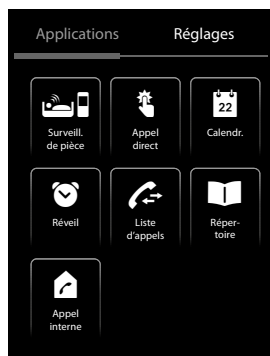 Applications
Réglages
Surveill.
de pièce
Appel
direct
22
Calendr.
Réveil
Liste
d'appels
Réper-
toire
Appel
interne